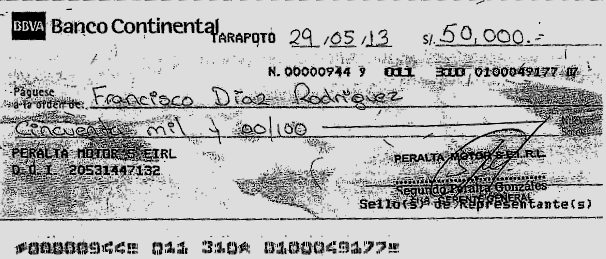 BBVA Banco Continental
TARAPOTO 29/05/13 S/. 50,000.-
N. 00000944 9 011 310 0100049177 07
Páguese
a la orden de: Francisco Díaz Rodriguez
Cincuenta mil y 00/100
PERALTA MOTOR'S EIRL
D.O.I. 20531447132
PERALTA MOTOR'S E.I.R.L.
Segundo Peralta Gonzáles
GERENTE GENERAL
Sello(s) de Representante(s)
00000944 011 310 0100049177